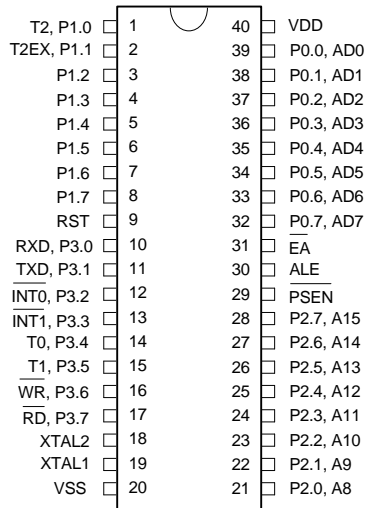 T2, P1.0 1 40 VDD
T2EX, P1.1 2 39 P0.0, AD0
P1.2 3 38 P0.1, AD1
P1.3 4 37 P0.2, AD2
P1.4 5 36 P0.3, AD3
P1.5 6 35 P0.4, AD4
P1.6 7 34 P0.5, AD5
P1.7 8 33 P0.6, AD6
RST 9 32 P0.7, AD7
RXD, P3.0 10 31 E̅A̅
TXD, P3.1 11 30 ALE
I̅N̅T̅0̅, P3.2 12 29 P̅S̅E̅N̅
I̅N̅T̅1̅, P3.3 13 28 P2.7, A15
T0, P3.4 14 27 P2.6, A14
T1, P3.5 15 26 P2.5, A13
W̅R̅, P3.6 16 25 P2.4, A12
R̅D̅, P3.7 17 24 P2.3, A11
XTAL2 18 23 P2.2, A10
XTAL1 19 22 P2.1, A9
VSS 20 21 P2.0, A8